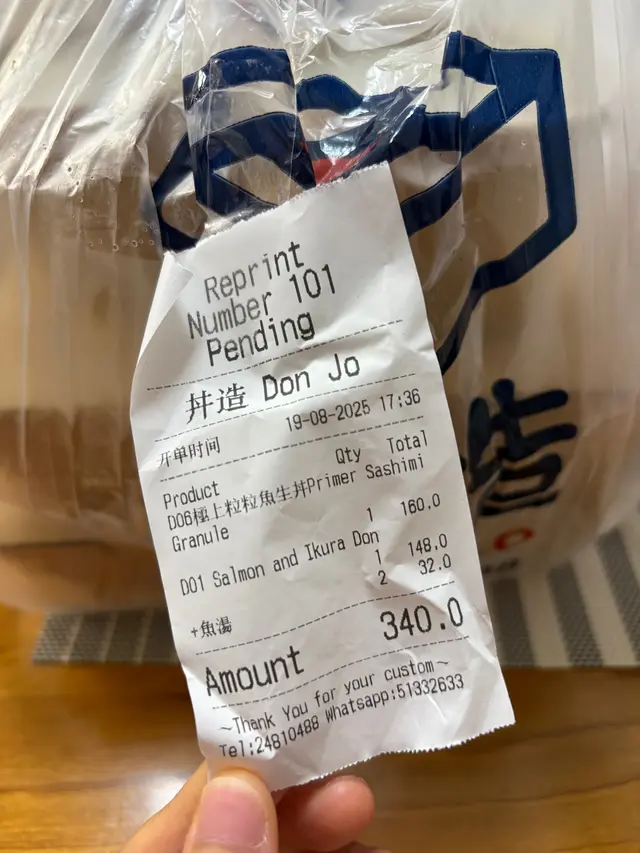 Reprint
Number 101
Pending
丼造 Don Jo
开单时间 19-08-2025 17:36
Product Qty Total
D06極上粒粒魚生丼Primer Sashimi
Granule 1 160.0
D01 Salmon and Ikura Don
1 148.0
+魚湯 2 32.0
Amount 340.0
~Thank You for your custom~
Tel:24810488 Whatsapp:51332633
造